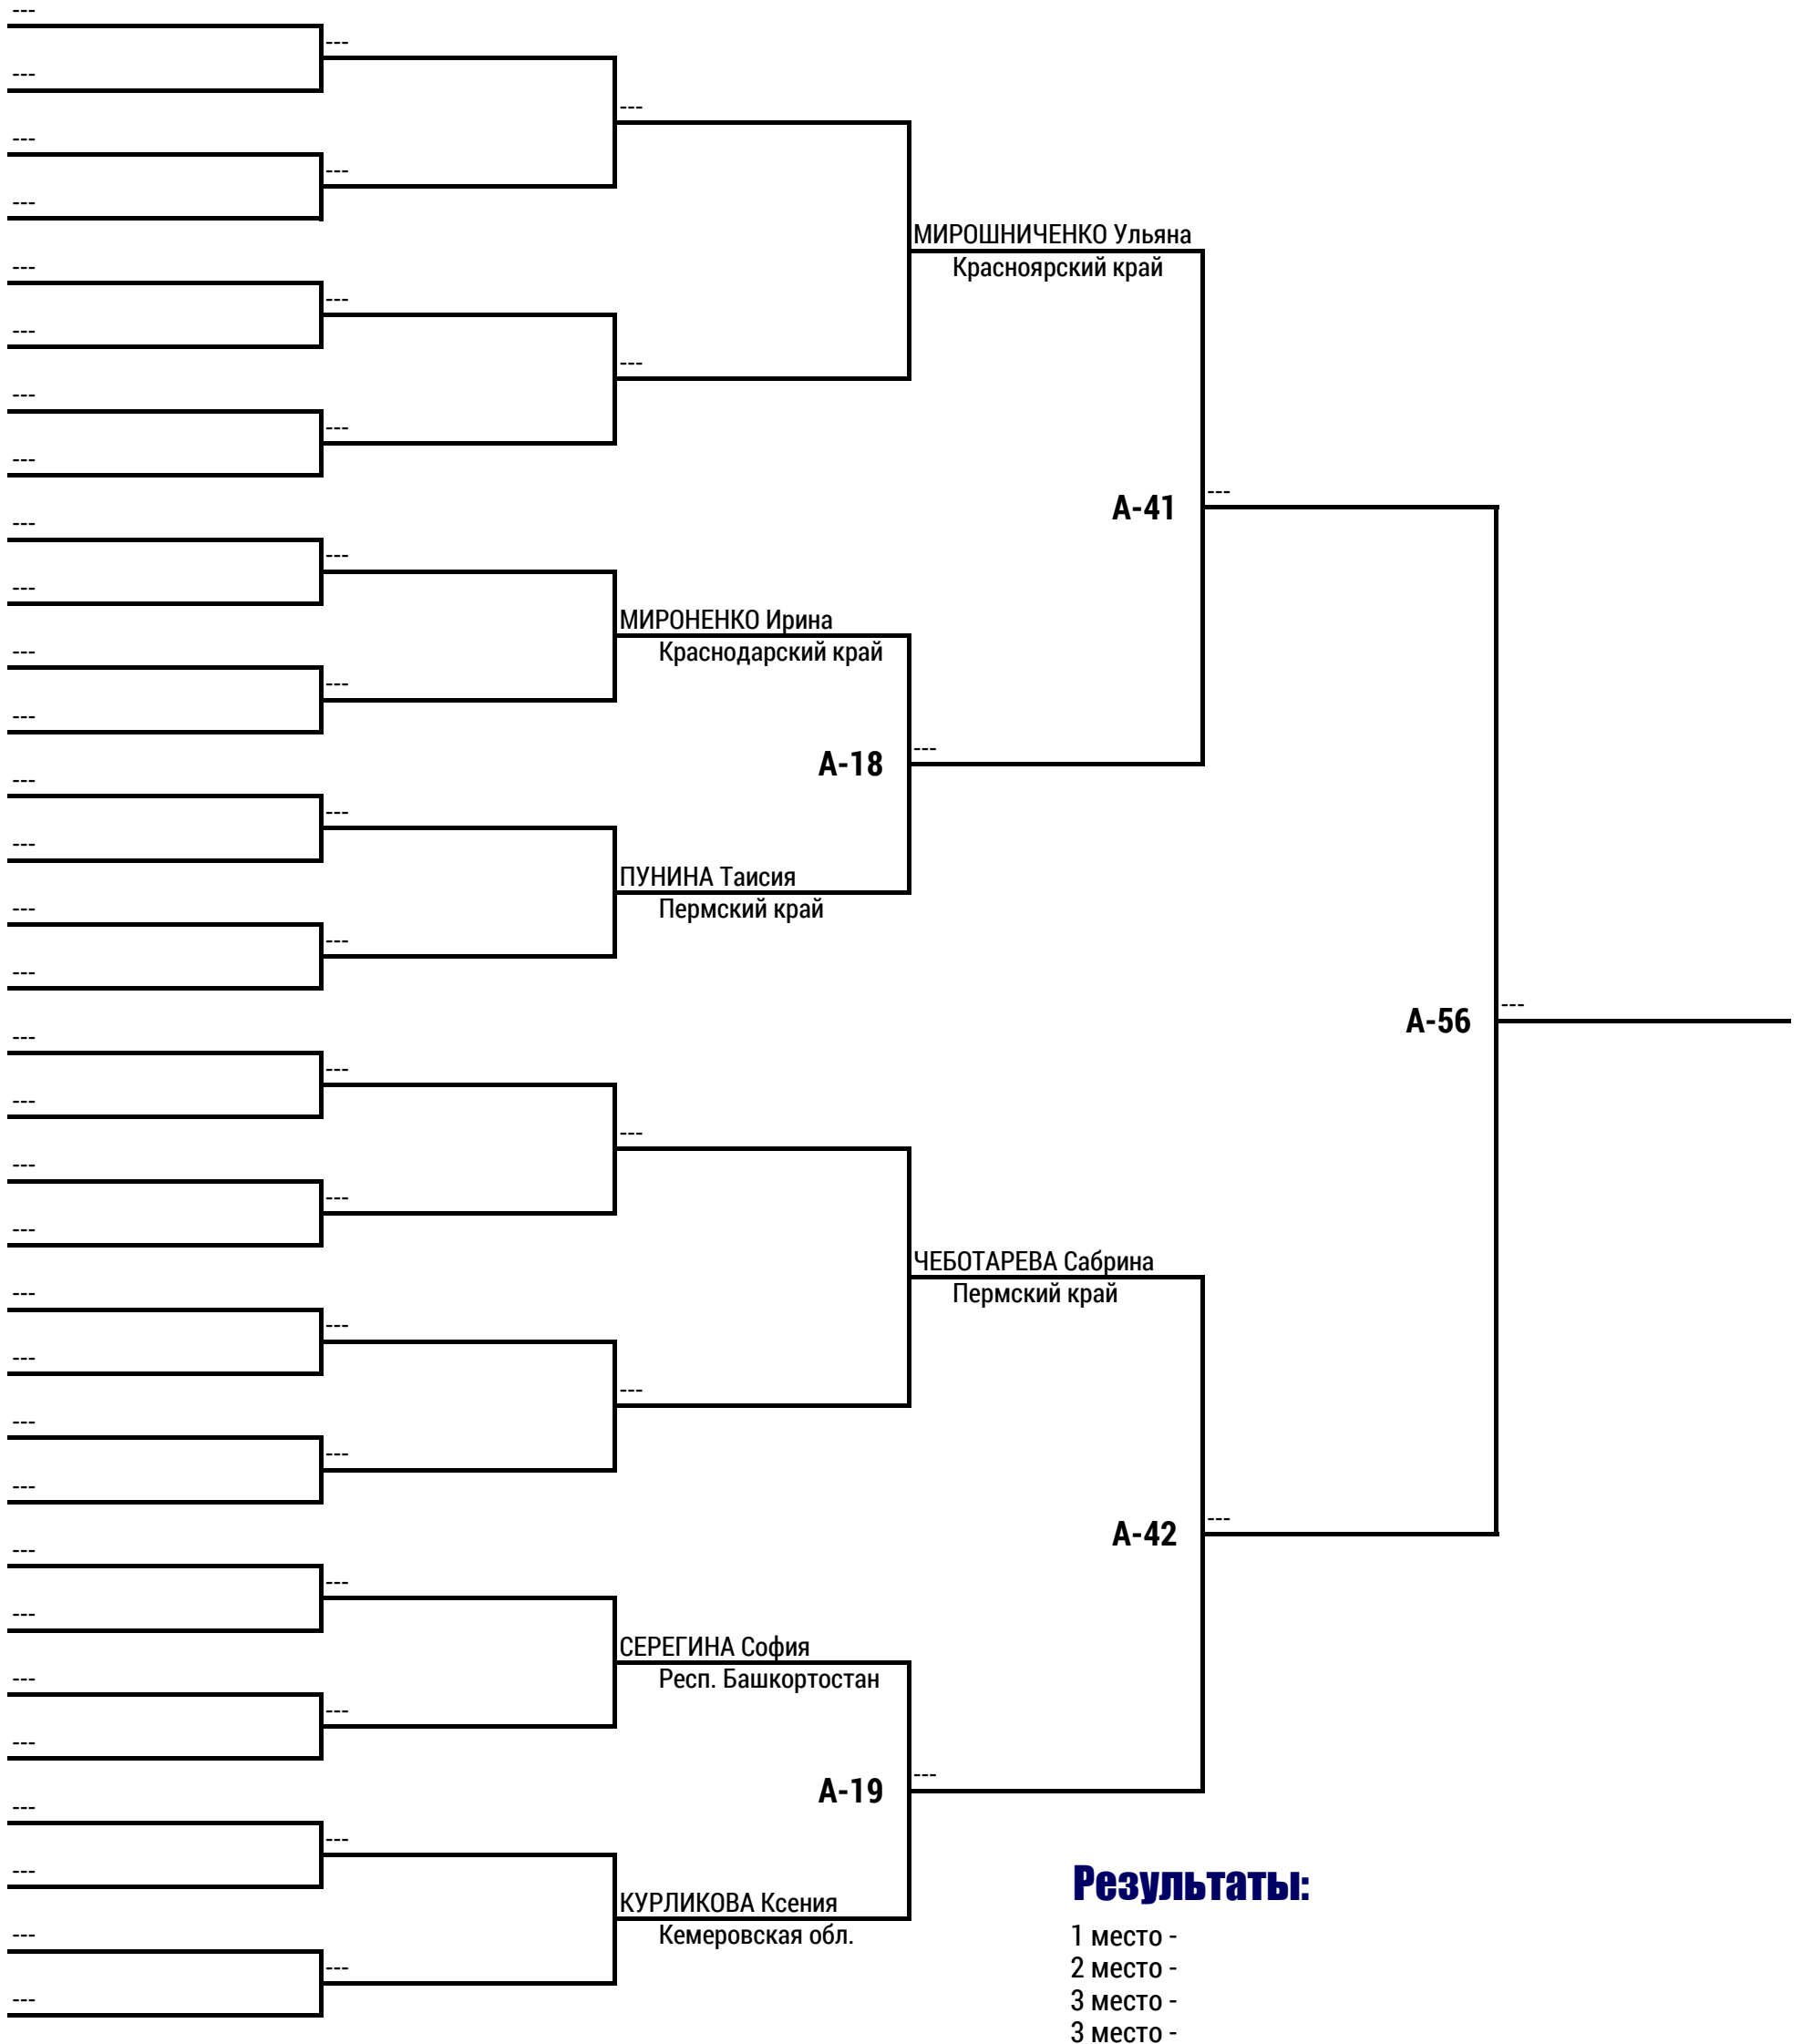 ---
---
---
---
---
---
---
МИРОШНИЧЕНКО Ульяна
Красноярский край
---
---
---
---
---
---
---
---
A-41
---
---
---
---
МИРОНЕНКО Ирина
Краснодарский край
---
---
---
---
A-18
---
---
---
---
ПУНИНА Таисия
Пермский край
---
---
---
---
A-56
---
---
---
---
---
---
---
---
ЧЕБОТАРЕВА Сабрина
Пермский край
---
---
---
---
---
---
---
A-42
---
---
---
---
СЕРЕГИНА София
Респ. Башкортостан
---
---
---
A-19
---
---
---
---
Результаты:
КУРЛИКОВА Ксения
Кемеровская обл.
---
1 место -
2 место -
---
---
3 место -
3 место -